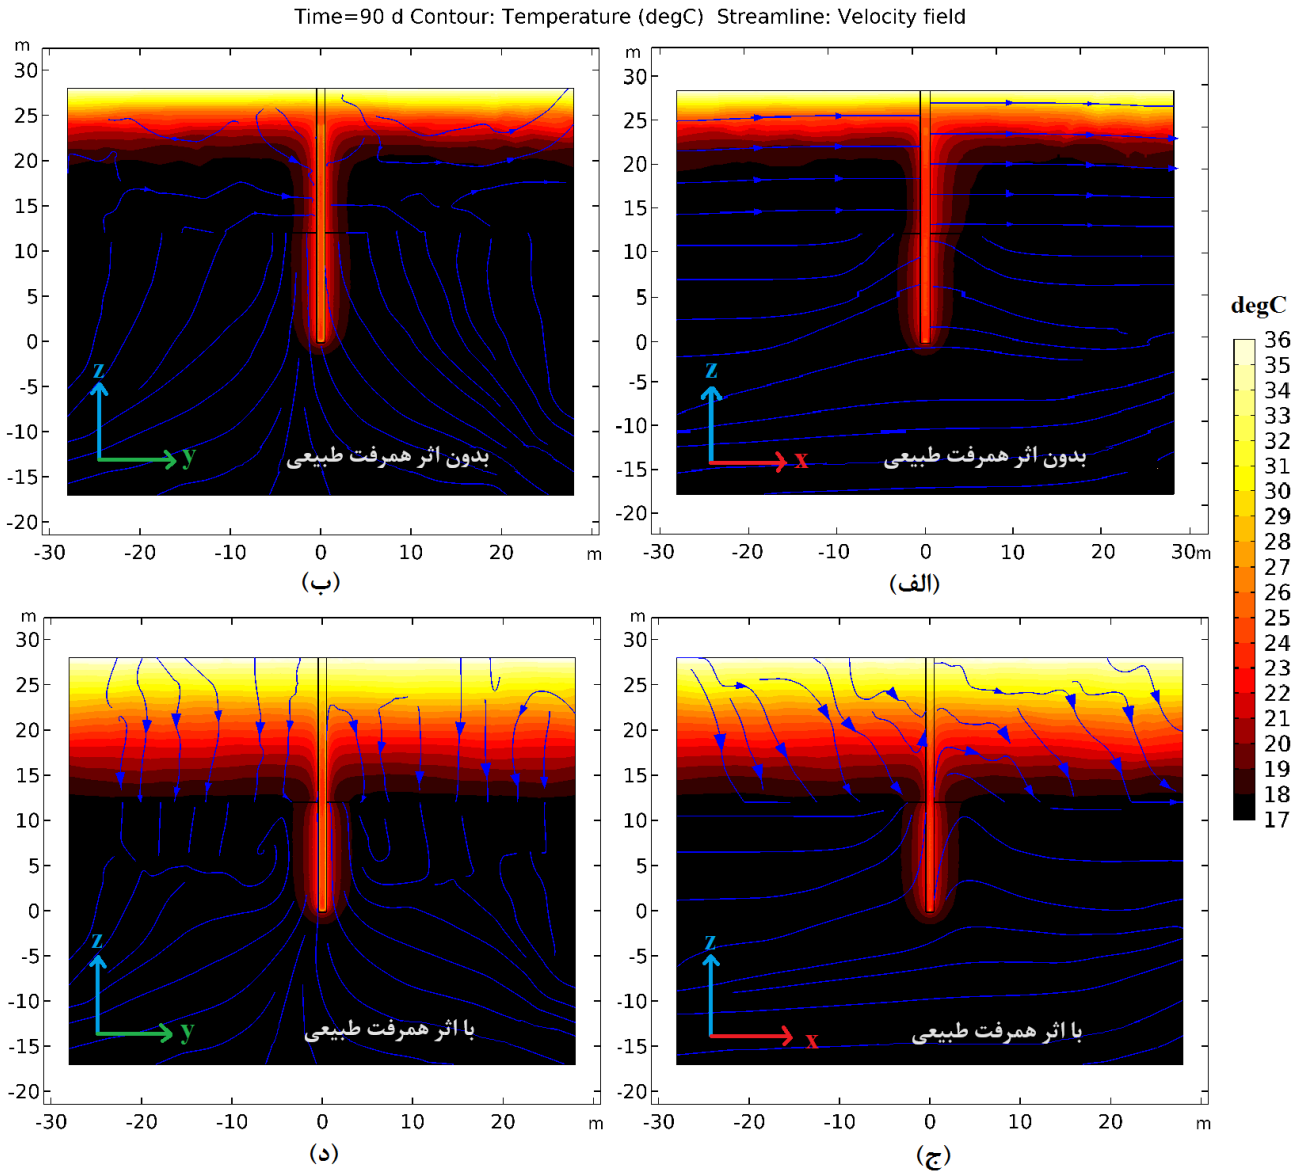 Time=90 d Contour: Temperature (degC) Streamline: Velocity field
m
30
25
20
15
10
5
0
-5
-10
-15
-20
z
y
بدون اثر همرفت طبیعی
-30 -20 -10 0 10 20 m
(ب)
m
30
25
20
15
10
5
0
-5
-10
-15
-20
z
x
بدون اثر همرفت طبیعی
-30 -20 -10 0 10 20 30m
(الف)
degC
36
35
34
33
32
31
30
29
28
27
26
25
24
23
22
21
20
19
18
17
m
30
25
20
15
10
5
0
-5
-10
-15
-20
z
y
با اثر همرفت طبیعی
-30 -20 -10 0 10 20 m
(د)
m
30
25
20
15
10
5
0
-5
-10
-15
-20
z
x
با اثر همرفت طبیعی
-30 -20 -10 0 10 20 m
(ج)